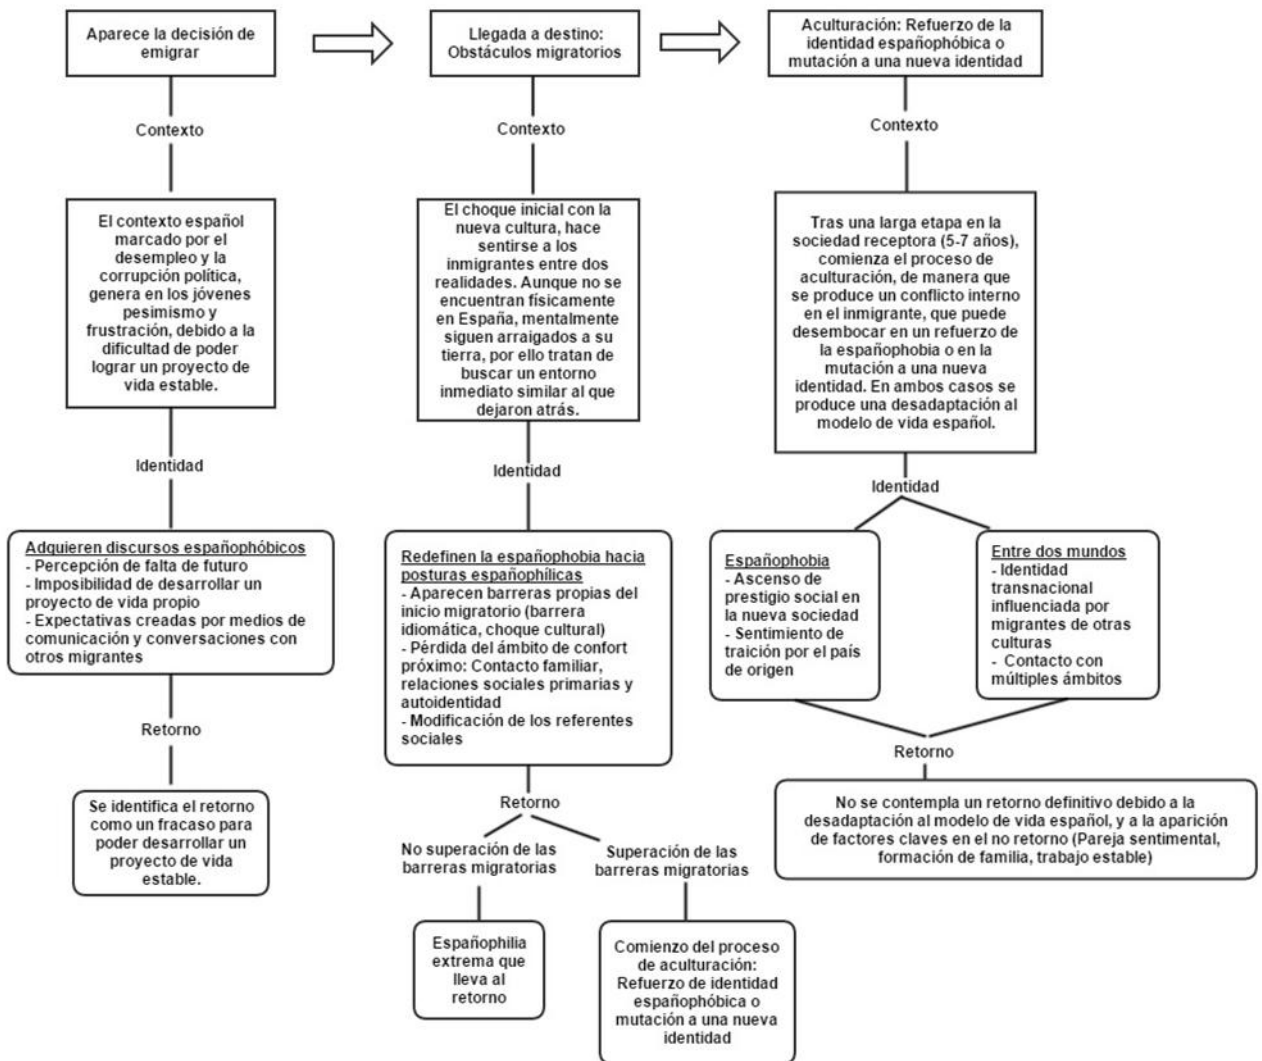 Aparece la decisión de
emigrar
Contexto
El contexto español
marcado por el
desempleo y la
corrupción política,
genera en los jóvenes
pesimismo y
frustración, debido a la
dificultad de poder
lograr un proyecto de
vida estable.
Identidad
Adquieren discursos españophóbicos
- Percepción de falta de futuro
- Imposibilidad de desarrollar un
proyecto de vida propio
- Expectativas creadas por medios de
comunicación y conversaciones con
otros migrantes
Retorno
Se identifica el retorno
como un fracaso para
poder desarrollar un
proyecto de vida
estable.
Llegada a destino:
Obstáculos migratorios
Contexto
El choque inicial con la
nueva cultura, hace
sentirse a los
inmigrantes entre dos
realidades. Aunque no se
encuentran físicamente
en España, mentalmente
siguen arraigados a su
tierra, por ello tratan de
buscar un entorno
inmediato similar al que
dejaron atrás.
Identidad
Redefinen la españophobia hacia
posturas españophílicas
- Aparecen barreras propias del
inicio migratorio (barrera
idiomática, choque cultural)
- Pérdida del ámbito de confort
próximo: Contacto familiar,
relaciones sociales primarias y
autoidentidad
- Modificación de los referentes
sociales
Retorno
No superación de las
barreras migratorias
Españophilia
extrema que
lleva al
retorno
Superación de las
barreras migratorias
Comienzo del proceso
de aculturación:
Refuerzo de identidad
españophóbica o
mutación a una nueva
identidad
Aculturación: Refuerzo de la
identidad españophóbica o
mutación a una nueva identidad
Contexto
Tras una larga etapa en la
sociedad receptora (5-7 años),
comienza el proceso de
aculturación, de manera que
se produce un conflicto interno
en el inmigrante, que puede
desembocar en un refuerzo de
la españophobia o en la
mutación a una nueva
identidad. En ambos casos se
produce una desadaptación al
modelo de vida español.
Identidad
Españophobia
- Ascenso de
prestigio social en
la nueva sociedad
- Sentimiento de
traición por el país
de origen
Entre dos mundos
- Identidad
transnacional
influenciada por
migrantes de otras
culturas
- Contacto con
múltiples ámbitos
Retorno
No se contempla un retorno definitivo debido a la
desadaptación al modelo de vida español, y a la aparición
de factores claves en el no retorno (Pareja sentimental,
formación de familia, trabajo estable)